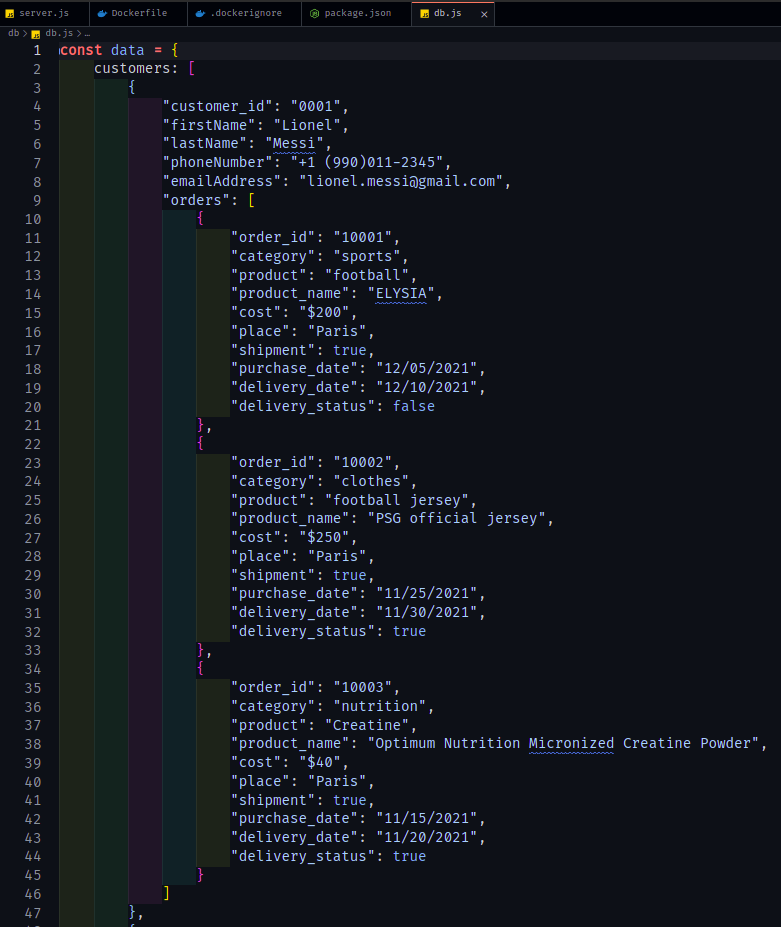 server.js Dockerfile .dockerignore package.json db.js ×
db > db.js > ...
1 const data = {
2 customers: [
3 {
4 "customer_id": "0001",
5 "firstName": "Lionel",
6 "lastName": "Messi",
7 "phoneNumber": "+1 (990)011-2345",
8 "emailAddress": "lionel.messi@gmail.com",
9 "orders": [
10 {
11 "order_id": "10001",
12 "category": "sports",
13 "product": "football",
14 "product_name": "ELYSIA",
15 "cost": "$200",
16 "place": "Paris",
17 "shipment": true,
18 "purchase_date": "12/05/2021",
19 "delivery_date": "12/10/2021",
20 "delivery_status": false
21 },
22 {
23 "order_id": "10002",
24 "category": "clothes",
25 "product": "football jersey",
26 "product_name": "PSG official jersey",
27 "cost": "$250",
28 "place": "Paris",
29 "shipment": true,
30 "purchase_date": "11/25/2021",
31 "delivery_date": "11/30/2021",
32 "delivery_status": true
33 },
34 {
35 "order_id": "10003",
36 "category": "nutrition",
37 "product": "Creatine",
38 "product_name": "Optimum Nutrition Micronized Creatine Powder",
39 "cost": "$40",
40 "place": "Paris",
41 "shipment": true,
42 "purchase_date": "11/15/2021",
43 "delivery_date": "11/20/2021",
44 "delivery_status": true
45 }
46 ]
47 },